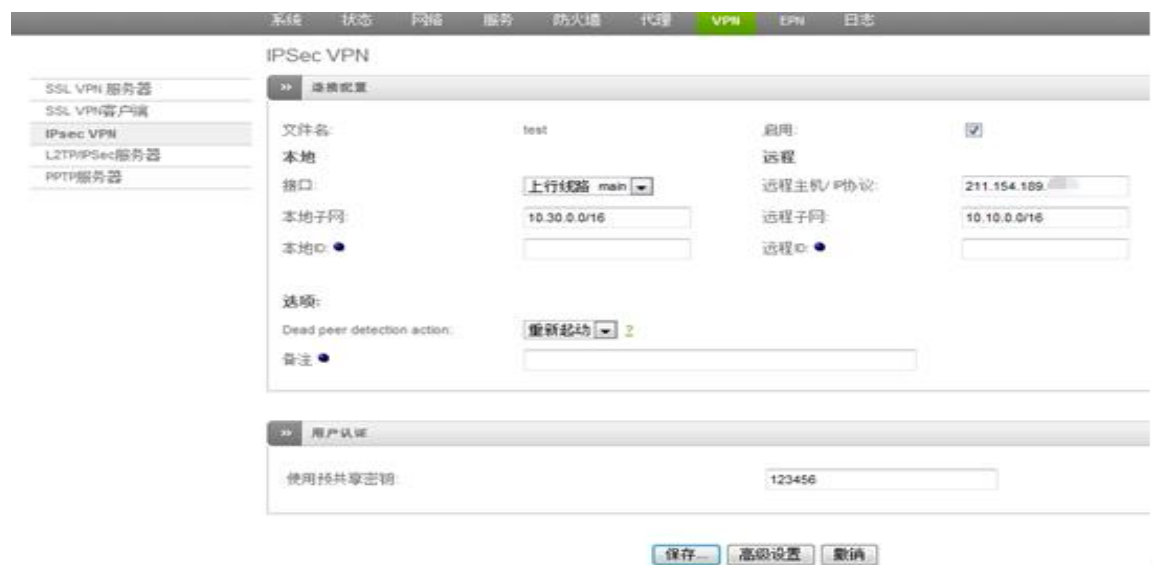 系统 状态 网络 服务 防火墙 代理 VPN EPN 日志
IPSec VPN
SSL VPN 服务器
SSL VPN客户端
IPsec VPN
L2TP/IPSec服务器
PPTP服务器
连接配置
文件名: test 启用:
本地 远程
接口: 上行线路 main 远程主机/ IP协议: 211.154.189.
本地子网: 10.30.0.0/16 远程子网: 10.10.0.0/16
本地ID: 远程ID:
选项:
Dead peer detection action: 重新起动 ?
备注
用户认证
使用预共享密钥: 123456
保存... 高级设置 撤消